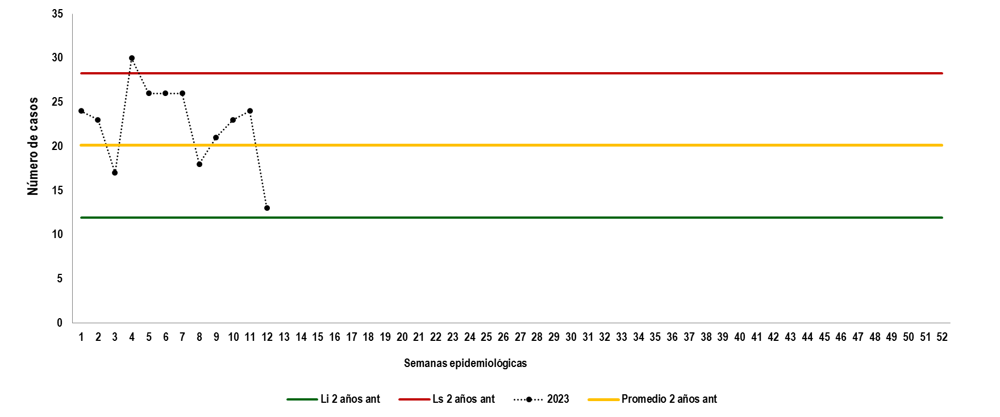 Número de casos
35
30
25
20
15
10
5
0
1 2 3 4 5 6 7 8 9 10 11 12 13 14 15 16 17 18 19 20 21 22 23 24 25 26 27 28 29 30 31 32 33 34 35 36 37 38 39 40 41 42 43 44 45 46 47 48 49 50 51 52
Semanas epidemiológicas
Li 2 años ant Ls 2 años ant 2023 Promedio 2 años ant